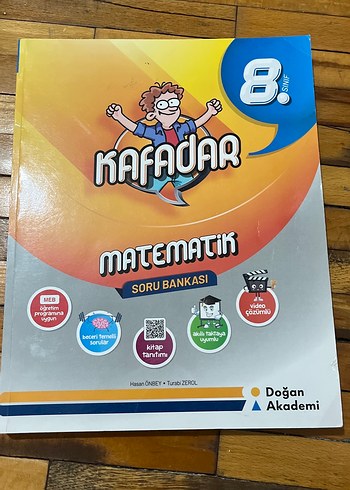 8.
SINIF
KAFADAR
MATEMATİK
SORU BANKASI
MEB
öğretim
programına
uygun
beceri temelli
sorular
kitap
tanıtımı
akıllı tahtaya
uyumlu
video
çözümlü
Hasan ÖNBEY • Turabi ZEROL
Doğan
Akademi